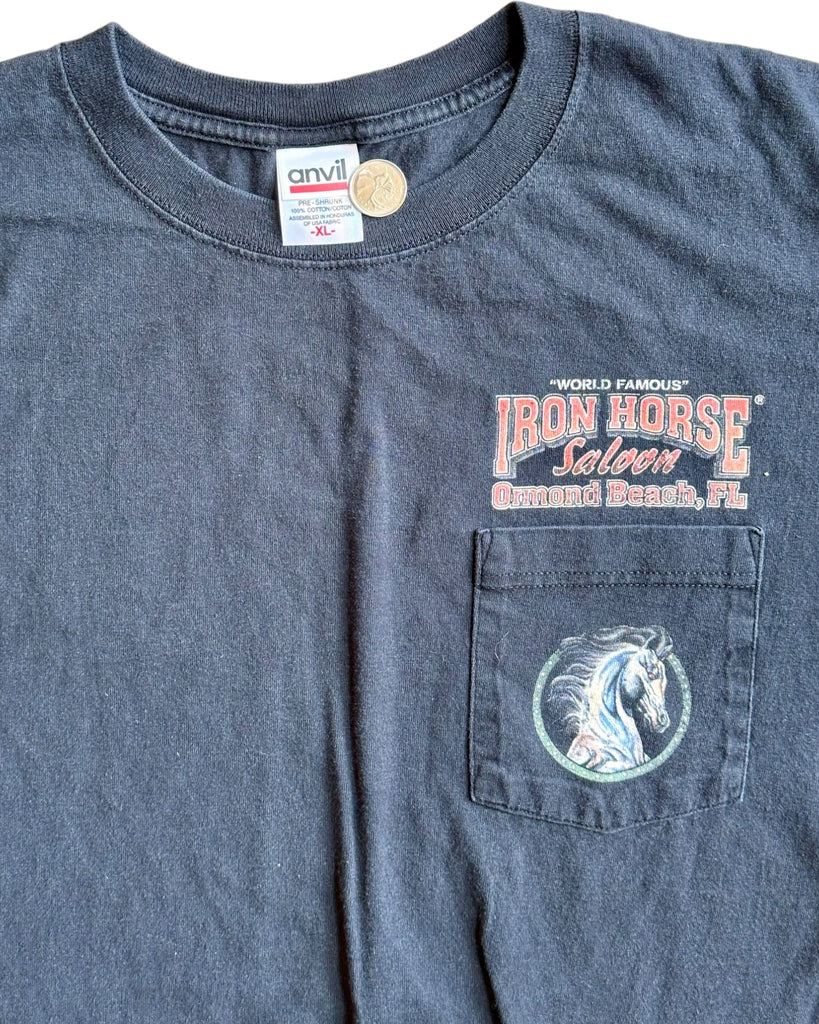 anvil
PRE-SHRUNK
100% COTTON/COTON
ASSEMBLED IN HONDURAS
OF USA FABRIC
-XL-
"WORLD FAMOUS"
IRON HORSE®
Saloon
Ormond Beach, FL